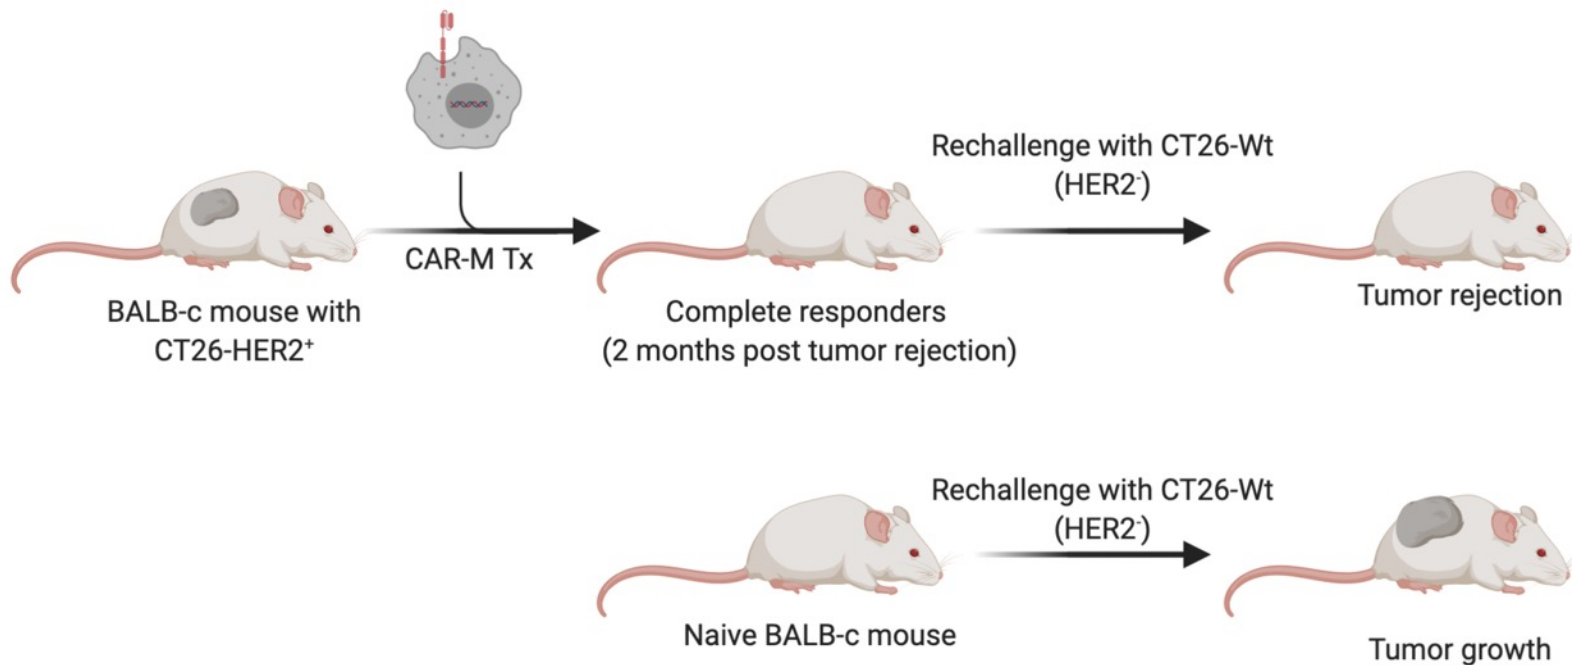 Rechallenge with CT26-Wt
(HER2⁻)
CAR-M Tx
BALB-c mouse with
CT26-HER2⁺
Complete responders
(2 months post tumor rejection)
Tumor rejection
Rechallenge with CT26-Wt
(HER2⁻)
Naive BALB-c mouse
Tumor growth